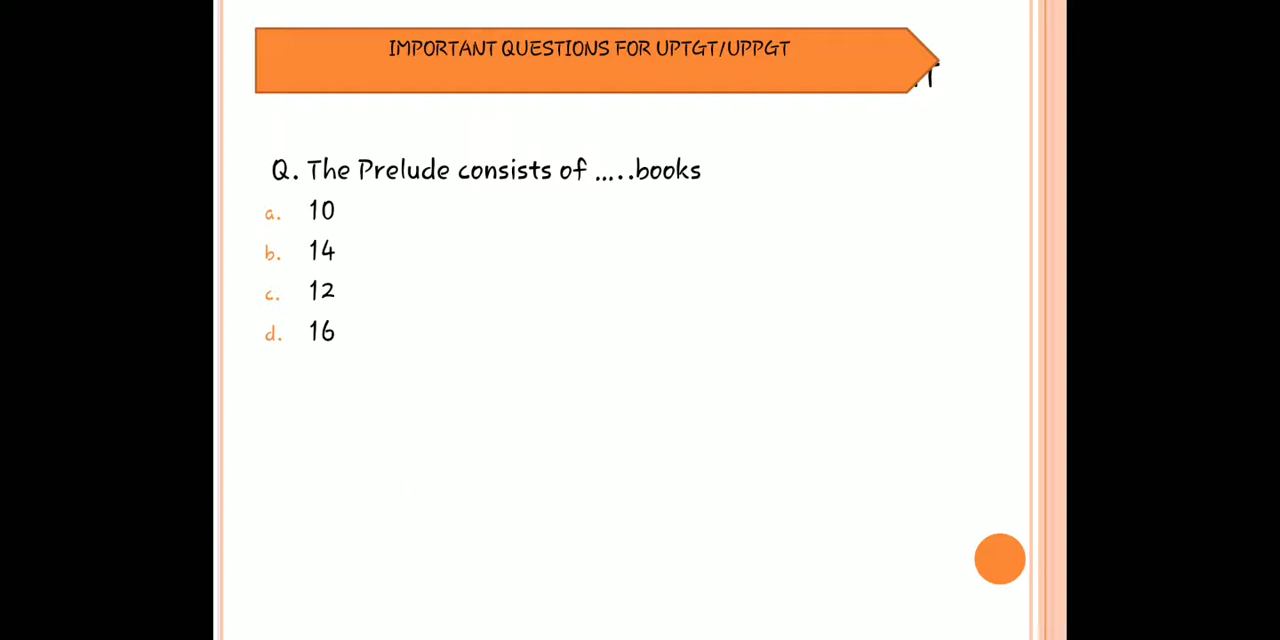 IMPORTANT QUESTIONS FOR UPTGT/UPPGT
Q. The Prelude consists of .....books
a. 10
b. 14
c. 12
d. 16